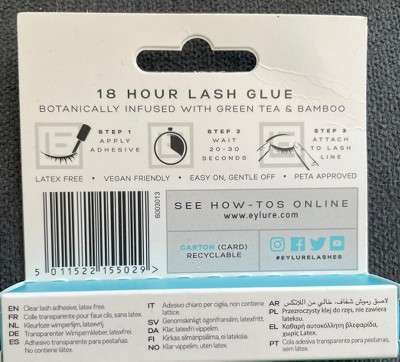 18 HOUR LASH GLUE
BOTANICALLY INFUSED WITH GREEN TEA & BAMBOO
STEP 1
APPLY
ADHESIVE
STEP 2
WAIT
20-30
SECONDS
STEP 3
ATTACH
TO LASH
LINE
LATEX FREE • VEGAN FRIENDLY • EASY ON, GENTLE OFF • PETA APPROVED
6003013
SEE HOW-TOS ONLINE
www.eylure.com
CARTON (CARD)
RECYCLABLE
@EYLURELASHES
5 011522 155029 >
EN Clear lash adhesive, latex free.
FR Colle transparente pour faux cils, sans latex.
NL Kleurloze wimperlijm, latexvrij.
DE Transparenter Wimpernkleber, latexfrei.
ES Adhesivo transparente para pestañas.
No contiene látex.
IT Adesivo chiaro per ciglia, non contiene
lattice.
SV Genomskinligt ögonfranslim, latexfritt.
DA Klar, latexfri vippelim.
FI Kirkas silmäripsiliima, ei lateksia.
NO Klar latexfri vippelim.
AR لاصق رموش شفاف، خالي من اللاتكس
PL Przezroczysty klej do rzęs, nie zawiera
lateksu.
EL Καθαρή αυτοκόλλητη βλεφαρίδα,
χωρίς λατέξ.
PT Cola transparente para pestanas, não contém
Látex.